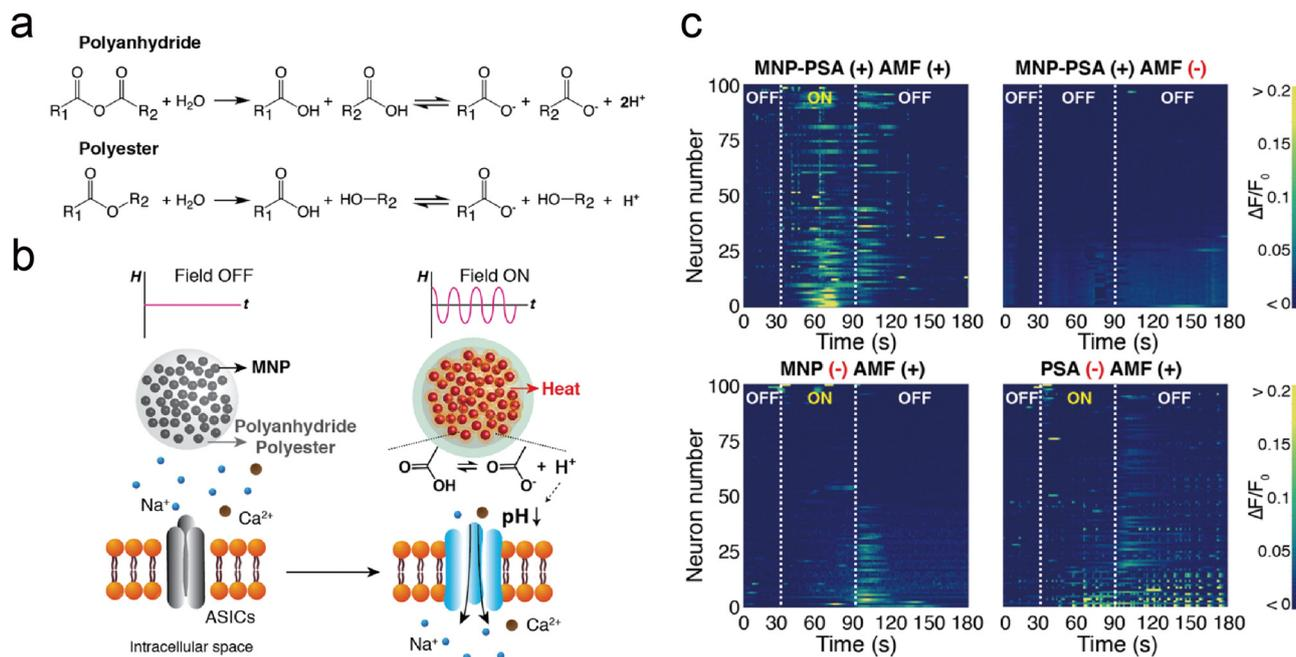 a
Polyanhydride
O O
R1 O R2 + H2O R1 OH + R2 OH R1 O- + R2 O- + 2H+
Polyester
O
R1 O R2 + H2O R1 OH + HO R2 R1 O- + HO R2 + H+
b
H Field OFF
t
H Field ON
t
MNP
Polyanhydride
Polyester
Heat
O OH O O- + H+
Na+
Ca2+
pH↓
ASICs
Intracellular space
Na+
Ca2+
c
MNP-PSA (+) AMF (+)
OFF ON OFF
Neuron number
100
75
50
25
0
0 30 60 90 120 150 180
Time (s)
MNP-PSA (+) AMF (-)
OFF OFF OFF
0 30 60 90 120 150 180
Time (s)
> 0.2
0.15
0.1
0.05
< 0
ΔF/F0
MNP (-) AMF (+)
OFF ON OFF
Neuron number
100
75
50
25
0
0 30 60 90 120 150 180
Time (s)
PSA (-) AMF (+)
OFF ON OFF
0 30 60 90 120 150 180
Time (s)
> 0.2
0.15
0.1
0.05
< 0
ΔF/F0